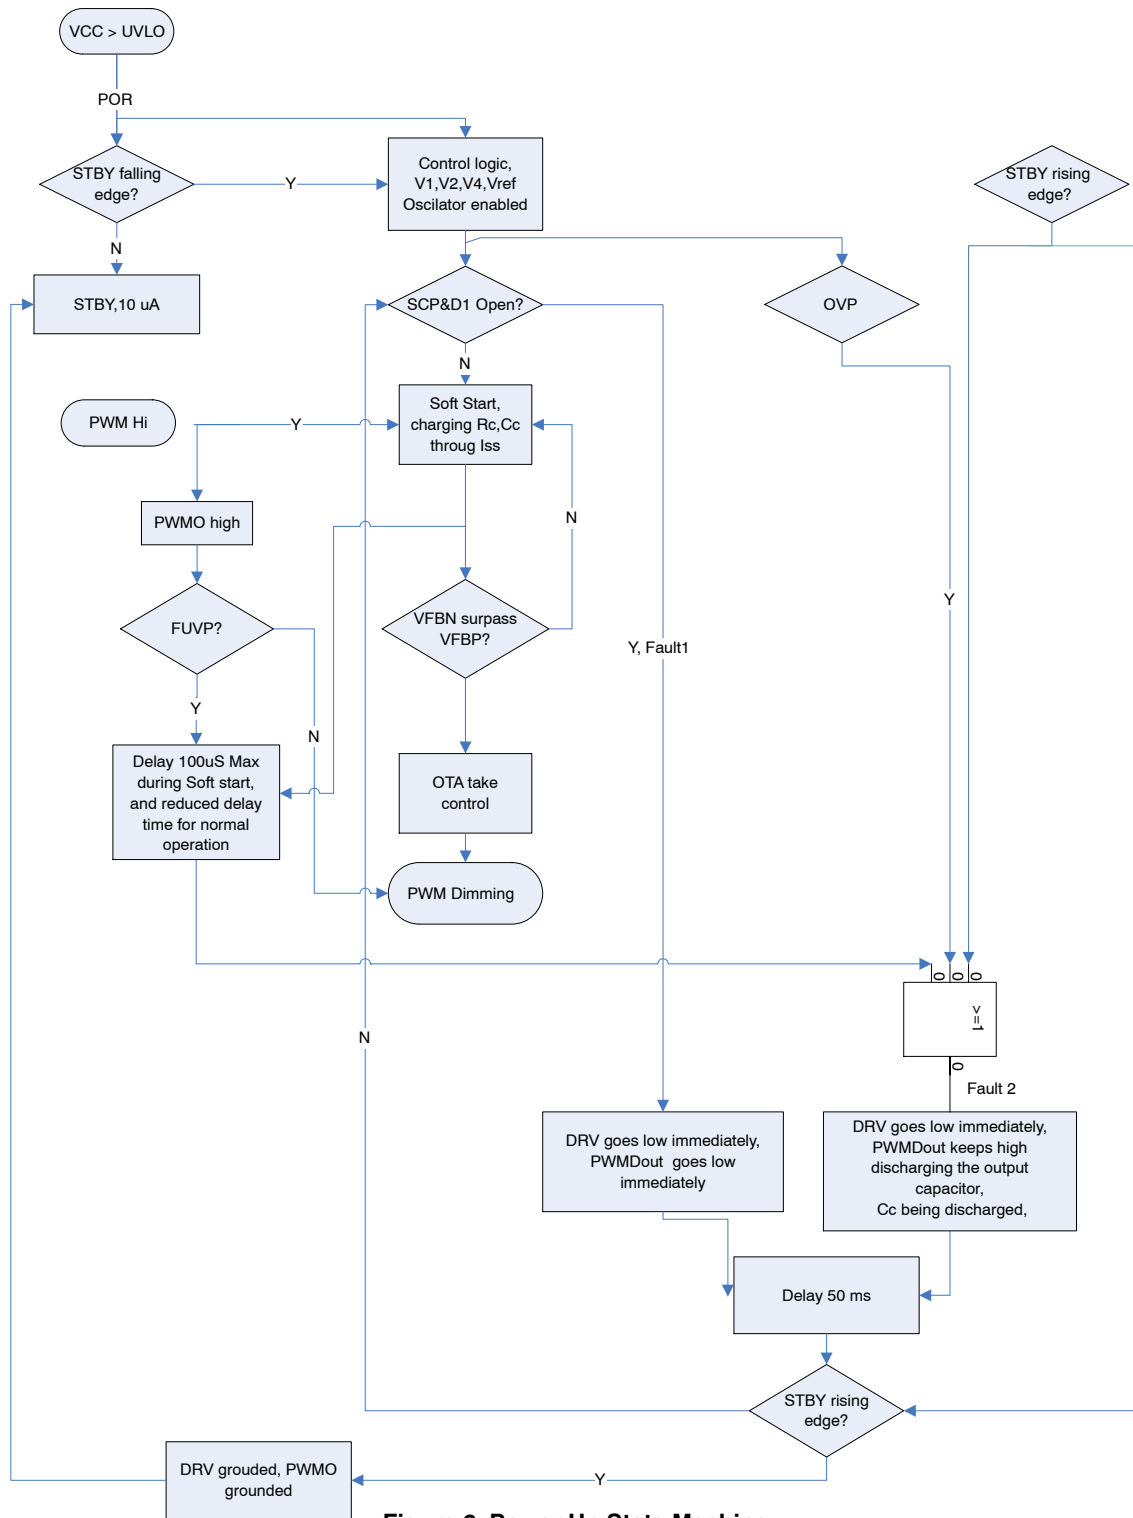 VCC > UVLO
POR
STBY falling
edge?
Y
Control logic,
V1,V2,V4,Vref
Oscilator enabled
STBY rising
edge?
N
STBY,10 uA
SCP&D1 Open?
OVP
N
PWM Hi
Y
Soft Start,
charging Rc,Cc
throug Iss
PWMO high
N
FUVP?
VFBN surpass
VFBP?
Y
Y, Fault1
Y
N
Delay 100uS Max
during Soft start,
and reduced delay
time for normal
operation
OTA take
control
PWM Dimming
0
0
0
>=1
0
N
Fault 2
DRV goes low immediately,
PWMDout goes low
immediately
DRV goes low immediately,
PWMDout keeps high
discharging the output
capacitor,
Cc being discharged,
Delay 50 ms
STBY rising
edge?
DRV grouded, PWMO
grounded
Y